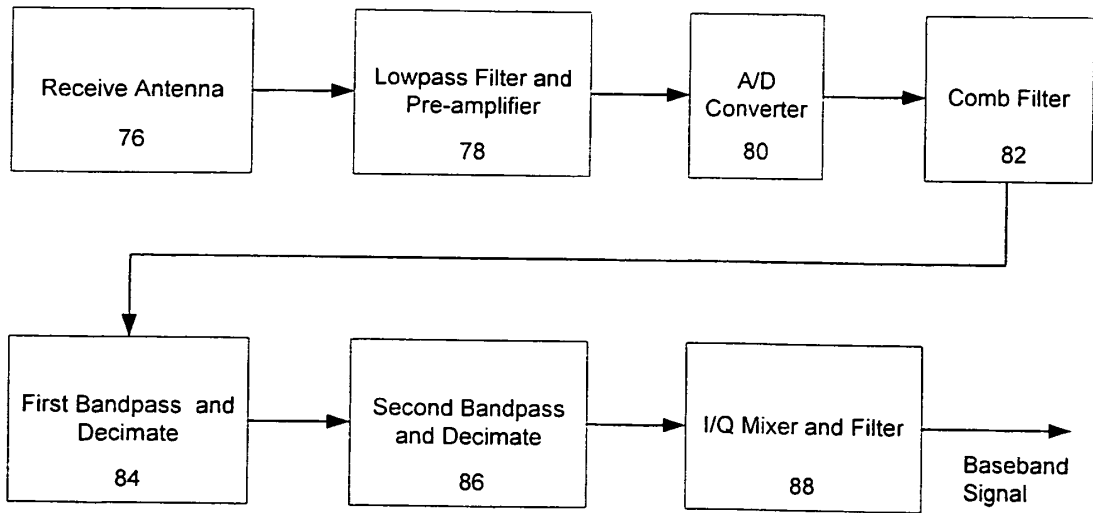 Receive Antenna
76
Lowpass Filter and
Pre-amplifier
78
A/D
Converter
80
Comb Filter
82
First Bandpass and
Decimate
84
Second Bandpass
and Decimate
86
I/Q Mixer and Filter
88
Baseband
Signal